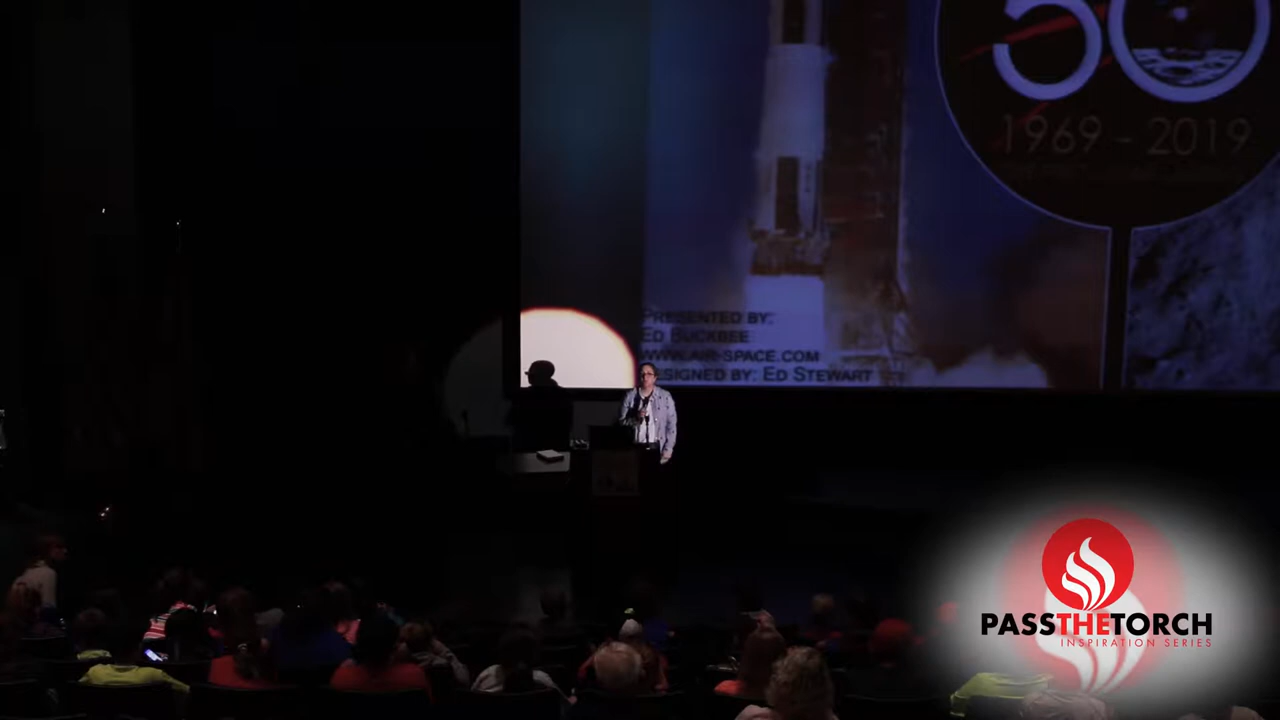 50
1969 - 2019
PRESENTED BY:
ED BUCKBEE
WWW.AIR-SPACE.COM
DESIGNED BY: ED STEWART
PASSTHETORCH
INSPIRATION SERIES